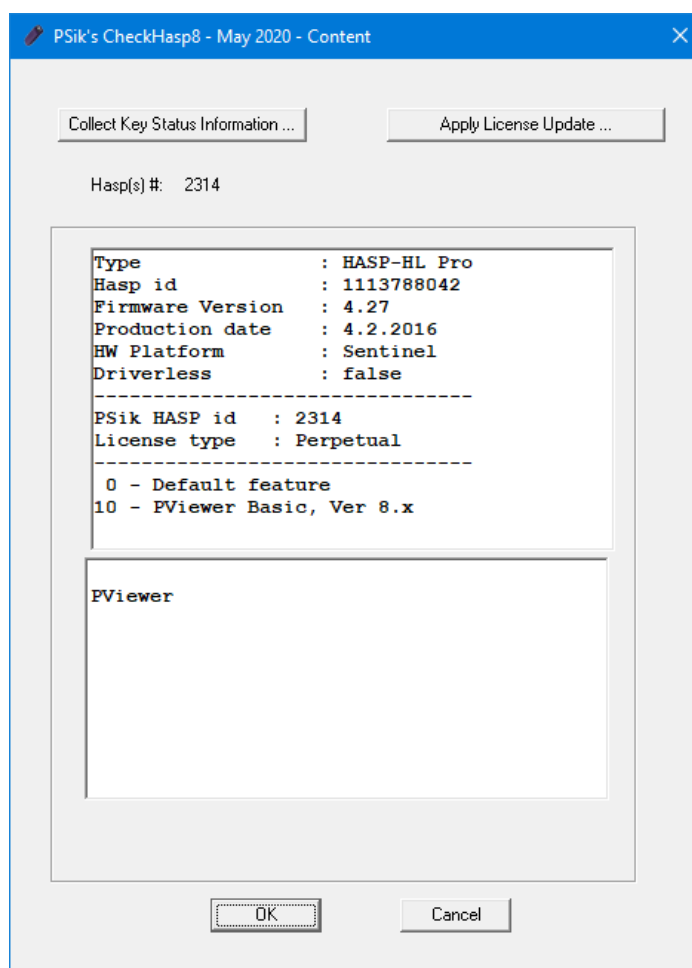 PSik's CheckHasp8 - May 2020 - Content
Collect Key Status Information ... Apply License Update ...
Hasp(s) #: 2314
Type : HASP-HL Pro
Hasp id : 1113788042
Firmware Version : 4.27
Production date : 4.2.2016
HW Platform : Sentinel
Driverless : false
--------------------------------
PSik HASP id : 2314
License type : Perpetual
--------------------------------
0 - Default feature
10 - PViewer Basic, Ver 8.x
PViewer
OK Cancel